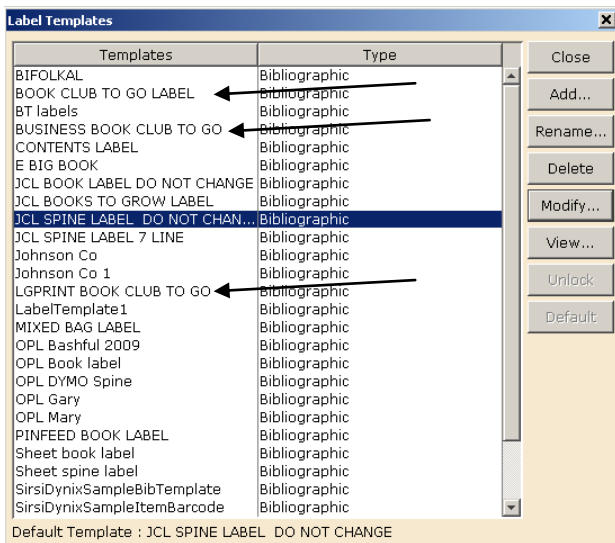 Label Templates
Templates Type
BIFOLKAL Bibliographic
BOOK CLUB TO GO LABEL Bibliographic
BT labels Bibliographic
BUSINESS BOOK CLUB TO GO Bibliographic
CONTENTS LABEL Bibliographic
E BIG BOOK Bibliographic
JCL BOOK LABEL DO NOT CHANGE Bibliographic
JCL BOOKS TO GROW LABEL Bibliographic
JCL SPINE LABEL  DO NOT CHAN... Bibliographic
JCL SPINE LABEL 7 LINE Bibliographic
Johnson Co Bibliographic
Johnson Co 1 Bibliographic
LGPRINT BOOK CLUB TO GO Bibliographic
LabelTemplate1 Bibliographic
MIXED BAG LABEL Bibliographic
OPL Bashful 2009 Bibliographic
OPL Book label Bibliographic
OPL DYMO Spine Bibliographic
OPL Gary Bibliographic
OPL Mary Bibliographic
PINFEED BOOK LABEL Bibliographic
Sheet book label Bibliographic
Sheet spine label Bibliographic
SirsiDynixSampleBibTemplate Bibliographic
SirsiDynixSampleItemBarcode Bibliographic
Close
Add...
Rename...
Delete
Modify...
View...
Unlock
Default
Default Template : JCL SPINE LABEL  DO NOT CHANGE